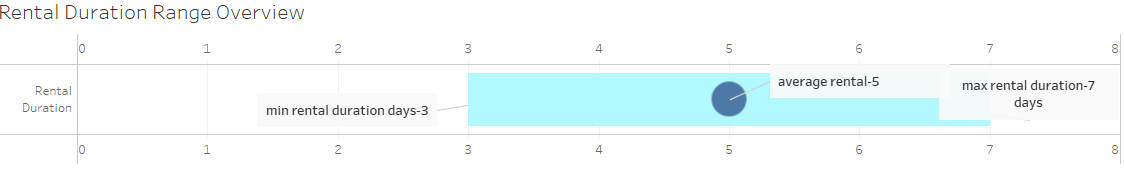 Rental Duration Range Overview
0 1 2 3 4 5 6 7 8
Rental
Duration
min rental duration days-3
average rental-5
max rental duration-7
days
0 1 2 3 4 5 6 7 8